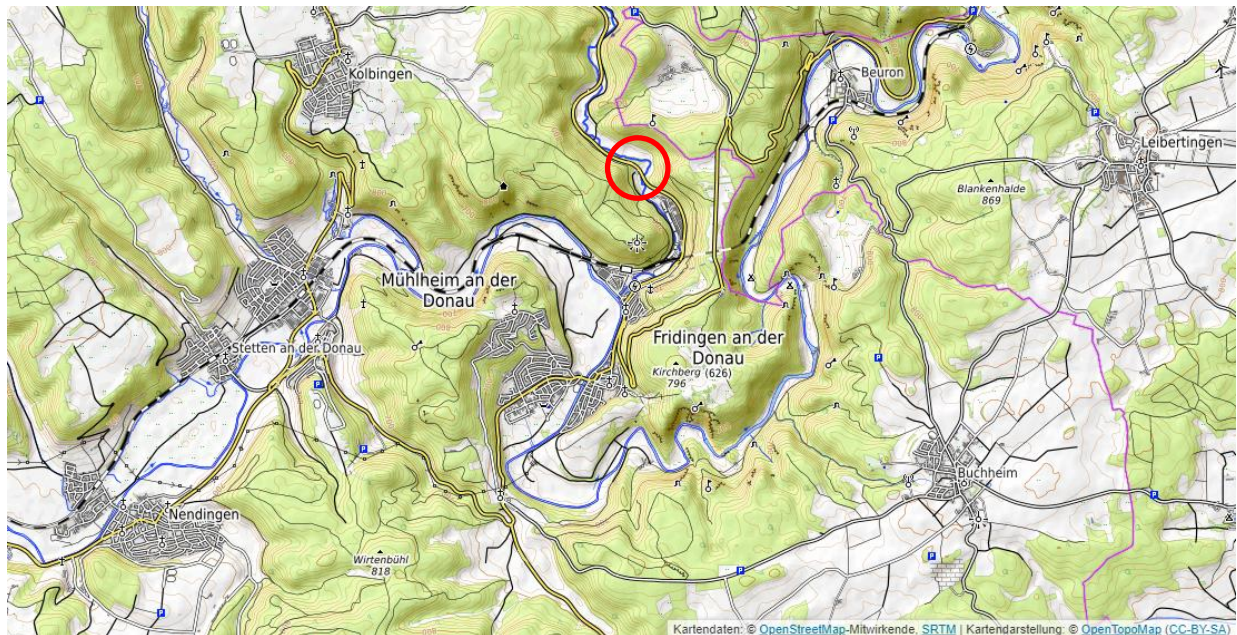 Kolbingen
Beuron
Leibertingen
Blankenhalde
869
Mühlheim an der
Donau
Stetten an der Donau
Fridingen an der
Donau
Kirchberg (626)
796
Buchheim
Nendingen
Wirtenbühl
818
Kartendaten: © OpenStreetMap-Mitwirkende, SRTM | Kartendarstellung: © OpenTopoMap (CC-BY-SA)